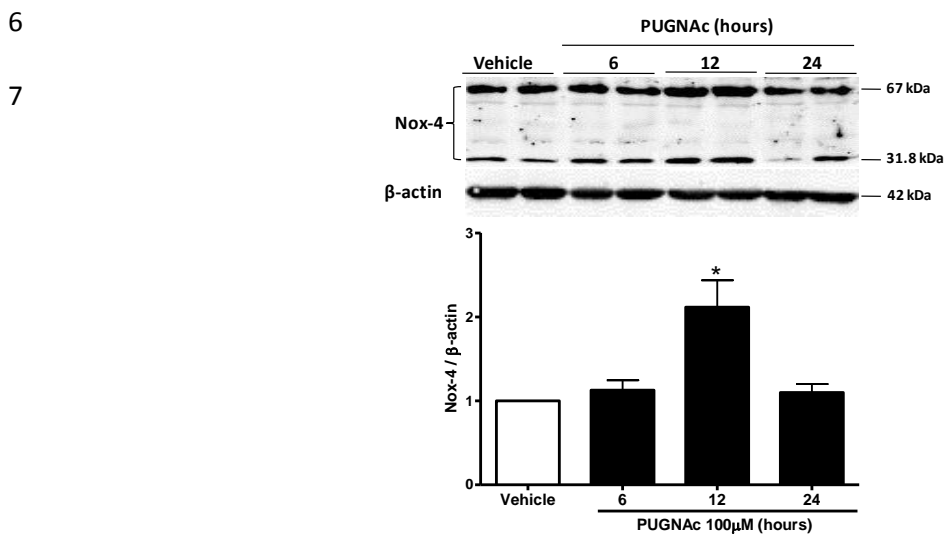 6
PUGNAc (hours)
Vehicle 6 12 24
7
67 kDa
Nox-4
31.8 kDa
β-actin
42 kDa
3
*
2
Nox-4 / β-actin
1
0
Vehicle 6 12 24
PUGNAc 100μM (hours)